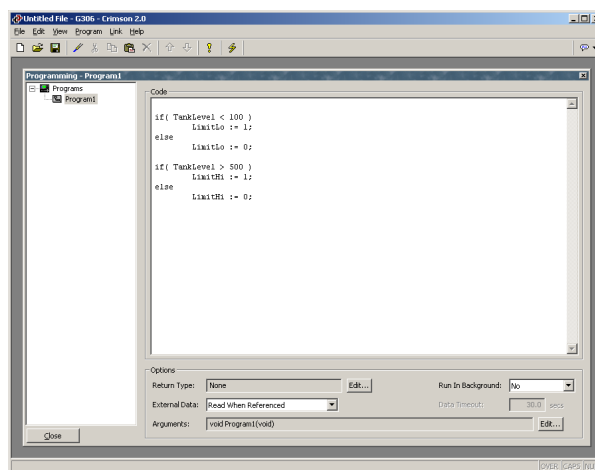 Untitled File - G306 - Crimson 2.0
File Edit View Program Link Help
Programming - Program1
Programs
Program1
Code
if( TankLevel < 100 )
LimitLo := 1;
else
LimitLo := 0;
if( TankLevel > 500 )
LimitHi := 1;
else
LimitHi := 0;
Options
Return Type: None Edit... Run In Background: No
External Data: Read When Referenced Data Timeout: 30.0 secs
Arguments: void Program1(void) Edit...
Close
OVER CAPS NU